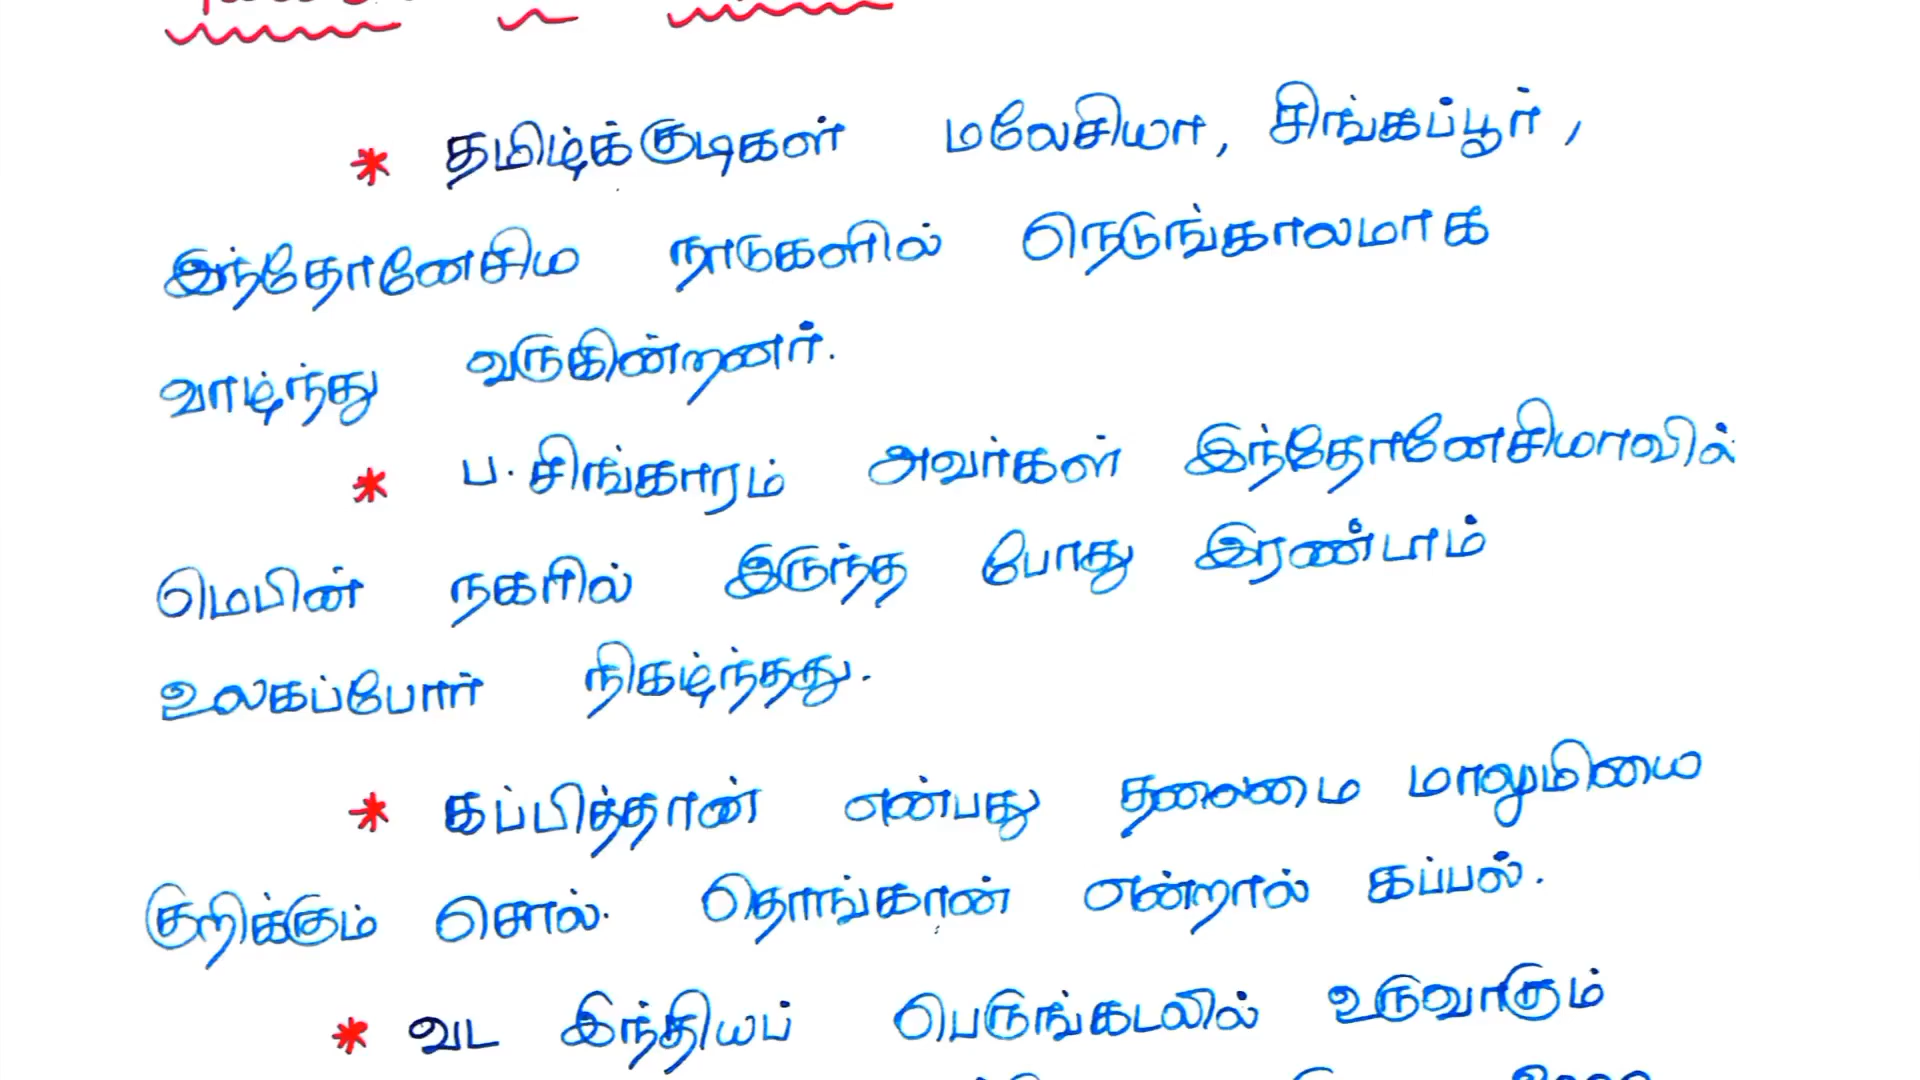 * தமிழ்க்குடிகள் மலேசியா, சிங்கப்பூர்,
இந்தோனேசிய நாடுகளில் நெடுங்காலமாக
வாழ்ந்து வருகின்றனர்.
* ப. சிங்காரம் அவர்கள் இந்தோனேசியாவில்
மெபின் நகரில் இருந்த போது இரண்டாம்
உலகப்போர் நிகழ்ந்தது.
* கப்பித்தான் என்பது தலைமை மாலுமியை
குறிக்கும் சொல். தொங்கான் என்றால் கப்பல்.
* வட இந்தியப் பெருங்கடலில் உருவாகும்